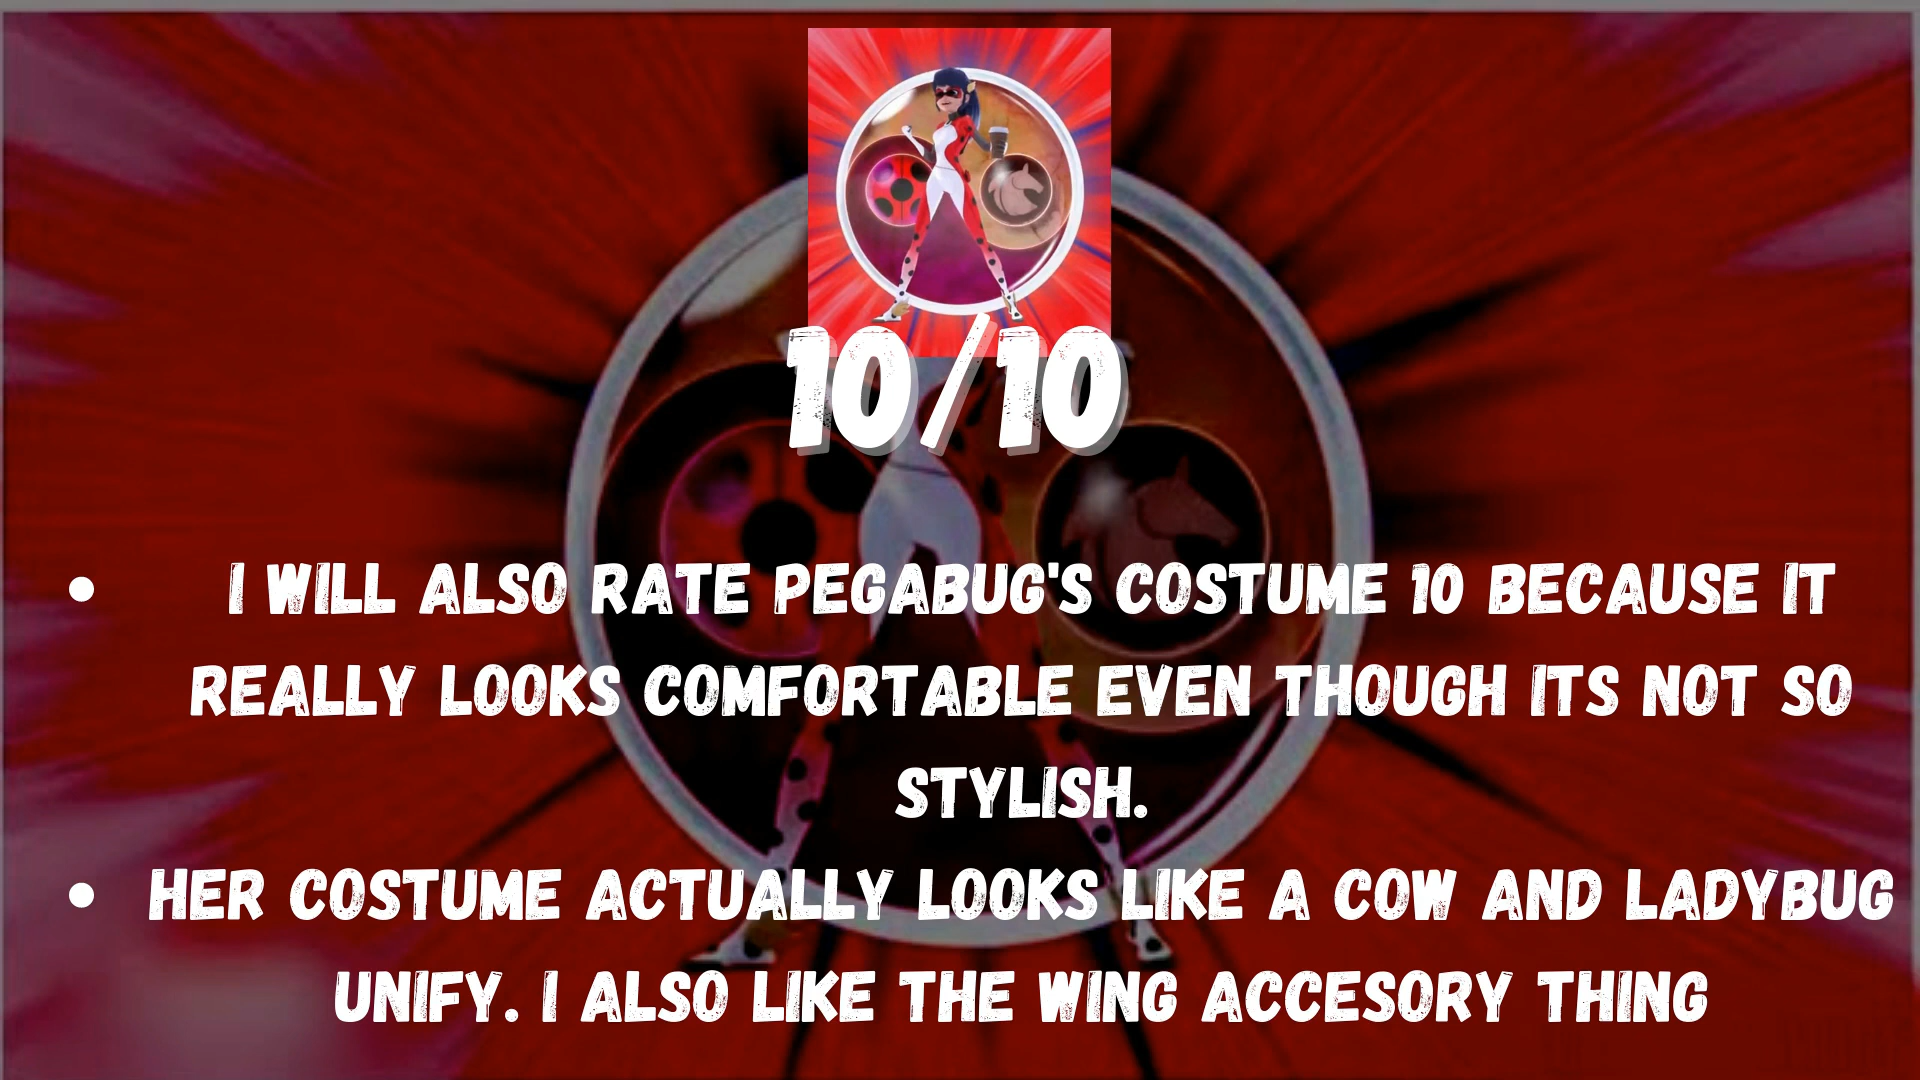 10/10
• I WILL ALSO RATE PEGABUG'S COSTUME 10 BECAUSE IT
REALLY LOOKS COMFORTABLE EVEN THOUGH ITS NOT SO
STYLISH.
• HER COSTUME ACTUALLY LOOKS LIKE A COW AND LADYBUG
UNIFY. I ALSO LIKE THE WING ACCESORY THING